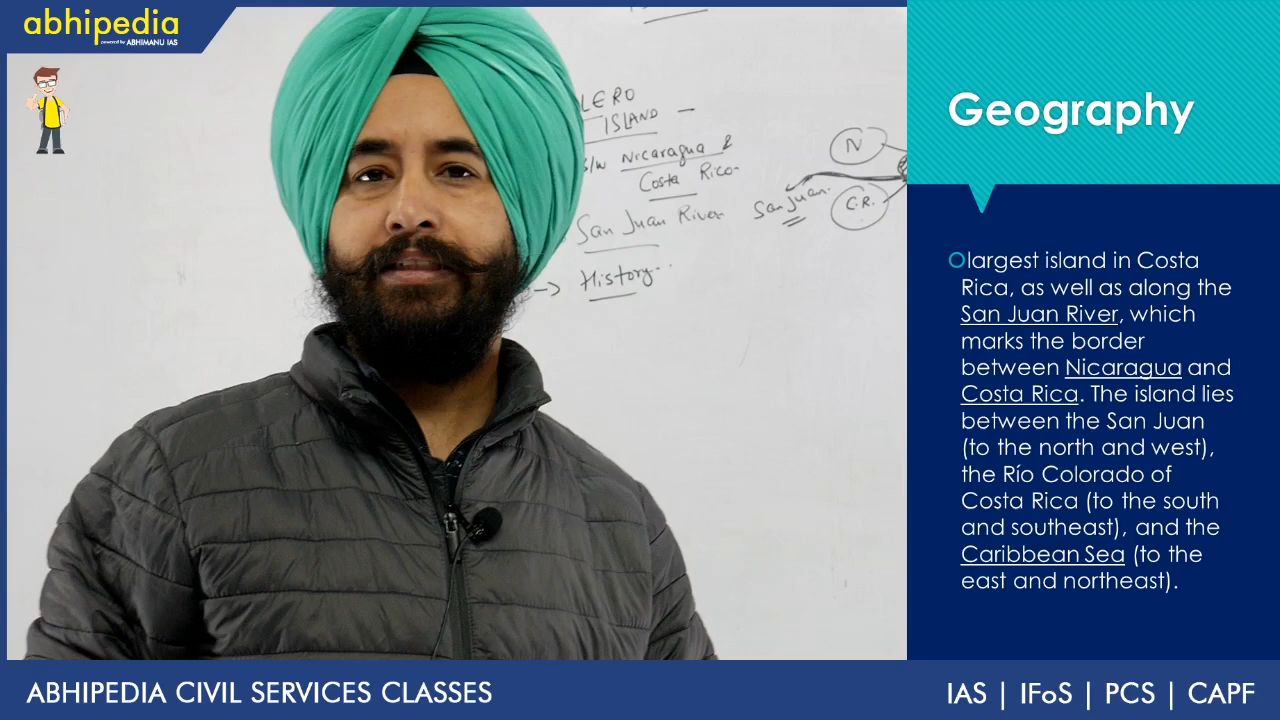 abhipedia
powered by ABHIMANU IAS
LERO
ISLAND —
b/w Nicaragua &
Costa Rico
San Juan River
San Juan
N
C.R.
→ History
Geography
largest island in Costa
Rica, as well as along the
San Juan River, which
marks the border
between Nicaragua and
Costa Rica. The island lies
between the San Juan
(to the north and west),
the Río Colorado of
Costa Rica (to the south
and southeast), and the
Caribbean Sea (to the
east and northeast).
ABHIPEDIA CIVIL SERVICES CLASSES
IAS | IFoS | PCS | CAPF